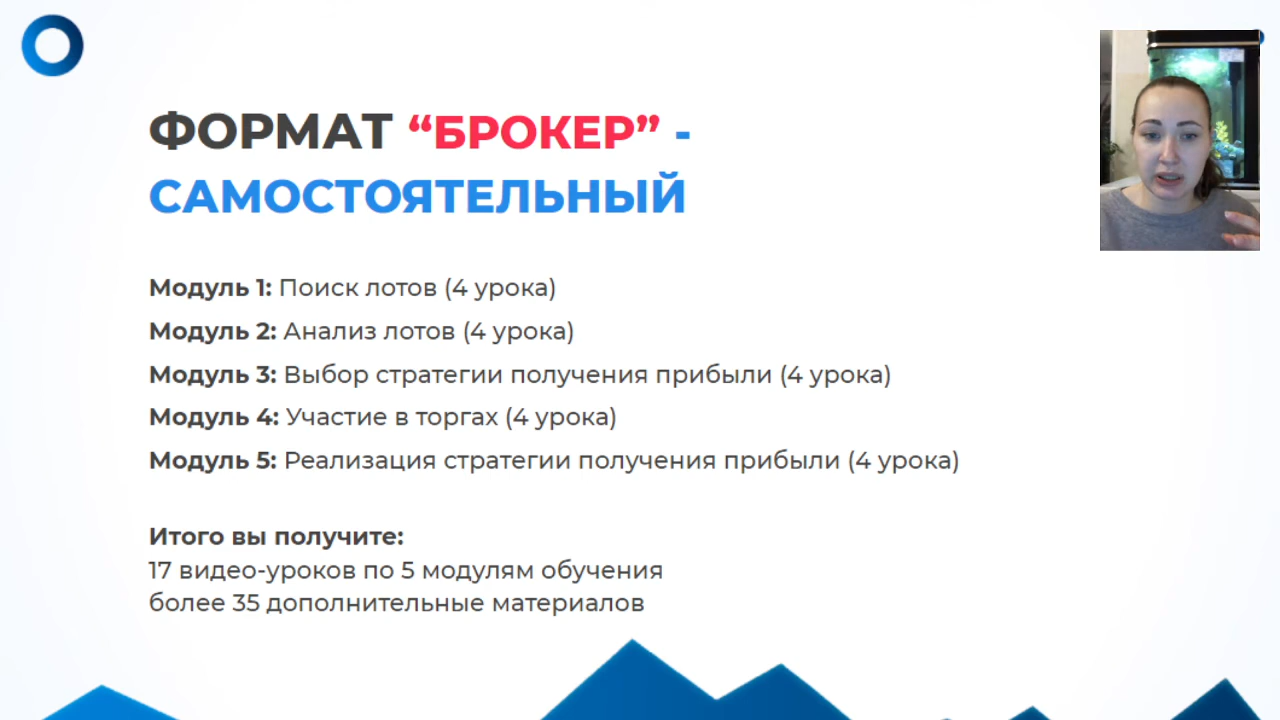 ФОРМАТ “БРОКЕР” -
САМОСТОЯТЕЛЬНЫЙ
Модуль 1: Поиск лотов (4 урока)
Модуль 2: Анализ лотов (4 урока)
Модуль 3: Выбор стратегии получения прибыли (4 урока)
Модуль 4: Участие в торгах (4 урока)
Модуль 5: Реализация стратегии получения прибыли (4 урока)
Итого вы получите:
17 видео-уроков по 5 модулям обучения
более 35 дополнительные материалов